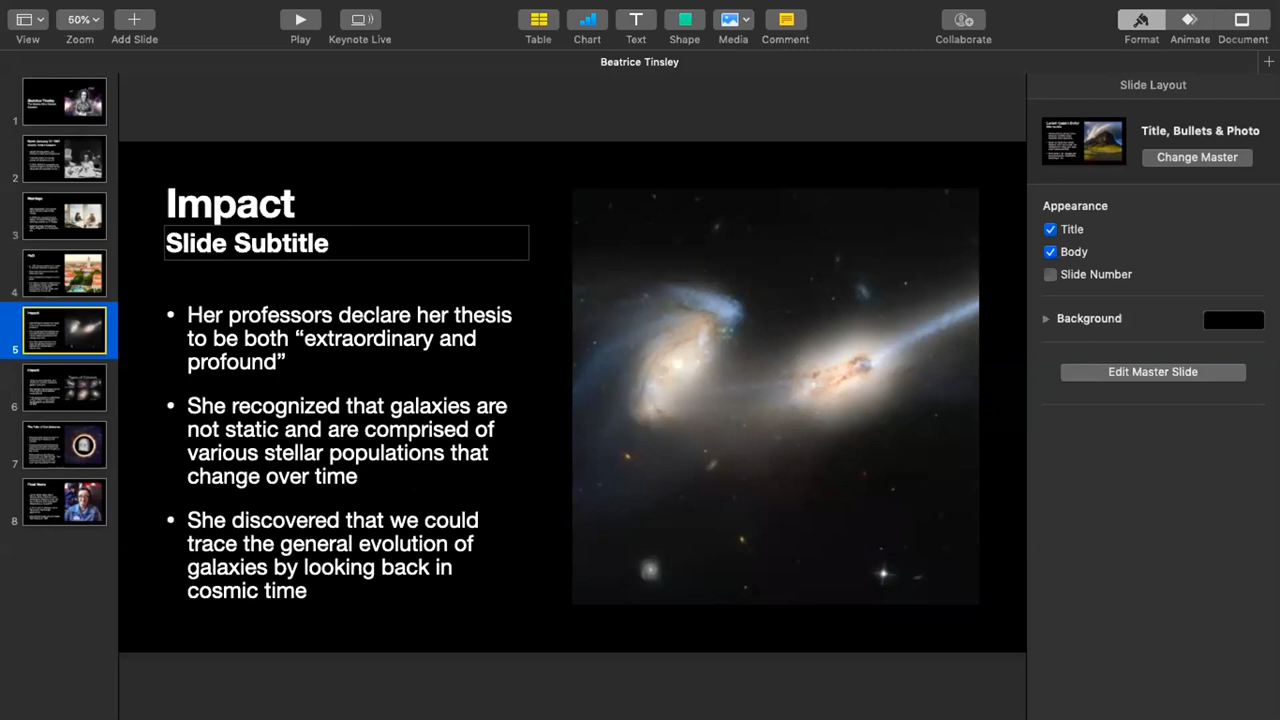 50%
View
Zoom
Add Slide
Play
Keynote Live
Table
Chart
Text
Shape
Media
Comment
Collaborate
Format
Animate
Document
Beatrice Tinsley
Slide Layout
Title, Bullets & Photo
Change Master
Appearance
Title
Body
Slide Number
Background
Edit Master Slide
1
2
3
4
5
6
7
8
Impact
Slide Subtitle
• Her professors declare her thesis
to be both “extraordinary and
profound”
• She recognized that galaxies are
not static and are comprised of
various stellar populations that
change over time
• She discovered that we could
trace the general evolution of
galaxies by looking back in
cosmic time